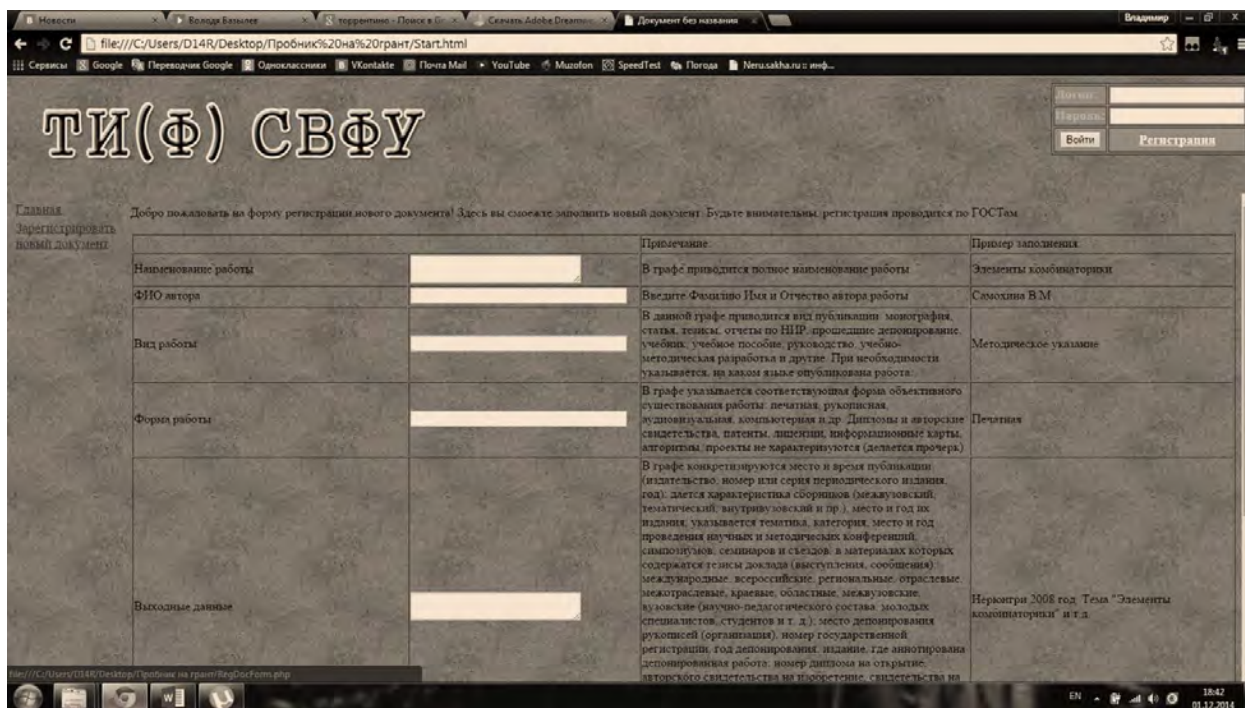 Новости
Володя Базылев
торрентино - Поиск в Go
Скачать Adobe Dreamw
Документ без названия
Владимир
file:///C:/Users/D14R/Desktop/Пробник%20на%20грант/Start.html
Сервисы Google Переводчик Google Одноклассники VKontakte Почта Mail YouTube Muzofon SpeedTest Погода Neru.sakha.ru :: инф...
ТИ(Ф) СВФУ
Логин:
Пароль:
Войти Регистрация
Главная
Зарегистрировать
новый документ
Добро пожаловать на форму регистрации нового документа! Здесь вы сможете заполнить новый документ. Будьте внимательны, регистрация проводится по ГОСТам
Примечание: Пример заполнения:
Наименование работы
В графе приводится полное наименование работы
Элементы комбинаторики
ФИО автора
Введите Фамилию Имя и Отчество автора работы
Самохина В.М
Вид работы
В данной графе приводится вид публикации: монография,
статья, тезисы, отчеты по НИР, прошедшие депонирование,
учебник, учебное пособие, руководство, учебно-
методическая разработка и другие. При необходимости
указывается, на каком языке опубликована работа.
Методическое указание
Форма работы
В графе указывается соответствующая форма объективного
существования работы: печатная, рукописная,
аудиовизуальная, компьютерная и др. Дипломы и авторские
свидетельства, патенты, лицензии, информационные карты,
алгоритмы, проекты не характеризуются (делается прочерк)
Печатная
Выходные данные
В графе конкретизируются место и время публикации
(издательство, номер или серия периодического издания,
год); дается характеристика сборников (межвузовский,
тематический, внутривузовский и пр.), место и год их
издания; указывается тематика, категория, место и год
проведения научных и методических конференций,
симпозиумов, семинаров и съездов, в материалах которых
содержатся тезисы доклада (выступления, сообщения):
международные, всероссийские, региональные, отраслевые,
межотраслевые, краевые, областные, межвузовские,
вузовские (научно-педагогического состава, молодых
специалистов, студентов и т. д.); место депонирования
рукописей (организация), номер государственной
регистрации, год депонирования, издание, где аннотирована
депонированная работа; номер диплома на открытие,
авторского свидетельства на изобретение, свидетельства на
Нерюнгри 2008 год. Тема "Элементы
комбинаторики" и т.д
file:///C:/Users/D14R/Desktop/Пробник на грант/RegDocForm.php
EN
18:42
01.12.2014